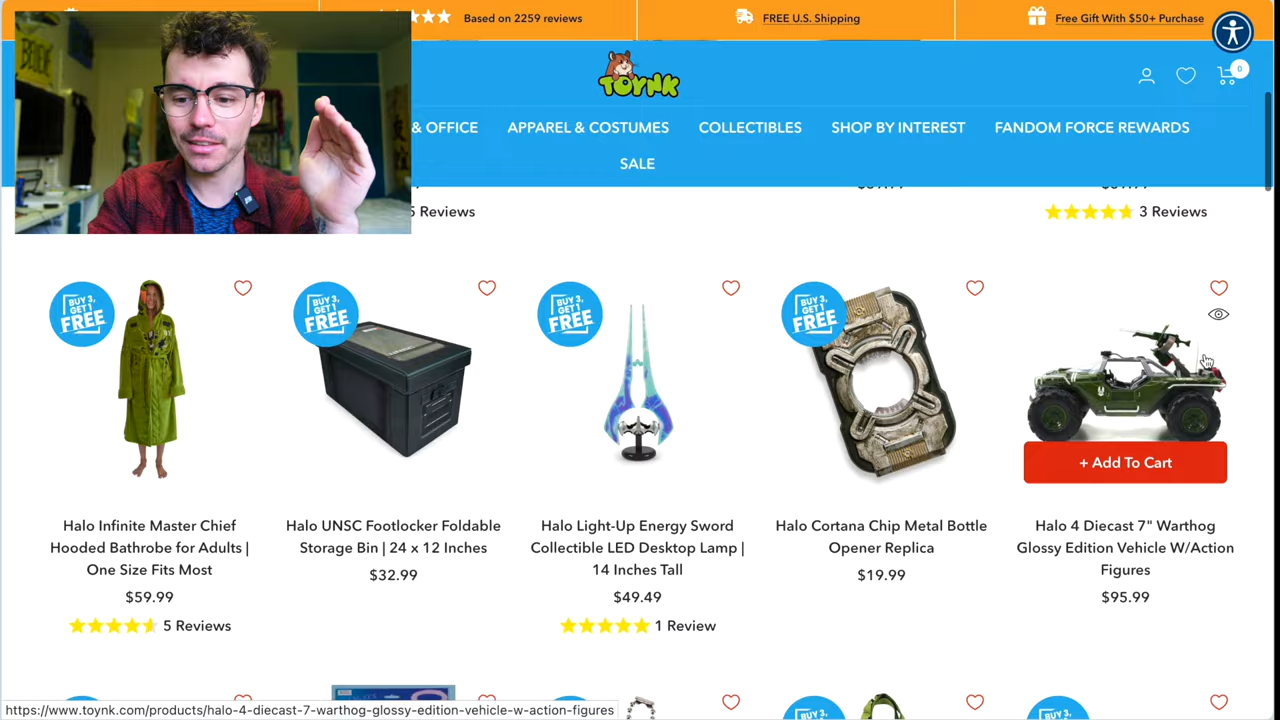 Based on 2259 reviews
FREE U.S. Shipping
Free Gift With $50+ Purchase
TOYNK
0
& OFFICE
APPAREL & COSTUMES
COLLECTIBLES
SHOP BY INTEREST
FANDOM FORCE REWARDS
SALE
5 Reviews
3 Reviews
BUY 3,
GET 1
FREE
BUY 3,
GET 1
FREE
BUY 3,
GET 1
FREE
BUY 3,
GET 1
FREE
+ Add To Cart
Halo Infinite Master Chief
Hooded Bathrobe for Adults |
One Size Fits Most
$59.99
5 Reviews
Halo UNSC Footlocker Foldable
Storage Bin | 24 x 12 Inches
$32.99
Halo Light-Up Energy Sword
Collectible LED Desktop Lamp |
14 Inches Tall
$49.49
1 Review
Halo Cortana Chip Metal Bottle
Opener Replica
$19.99
Halo 4 Diecast 7" Warthog
Glossy Edition Vehicle W/Action
Figures
$95.99
https://www.toynk.com/products/halo-4-diecast-7-warthog-glossy-edition-vehicle-w-action-figures